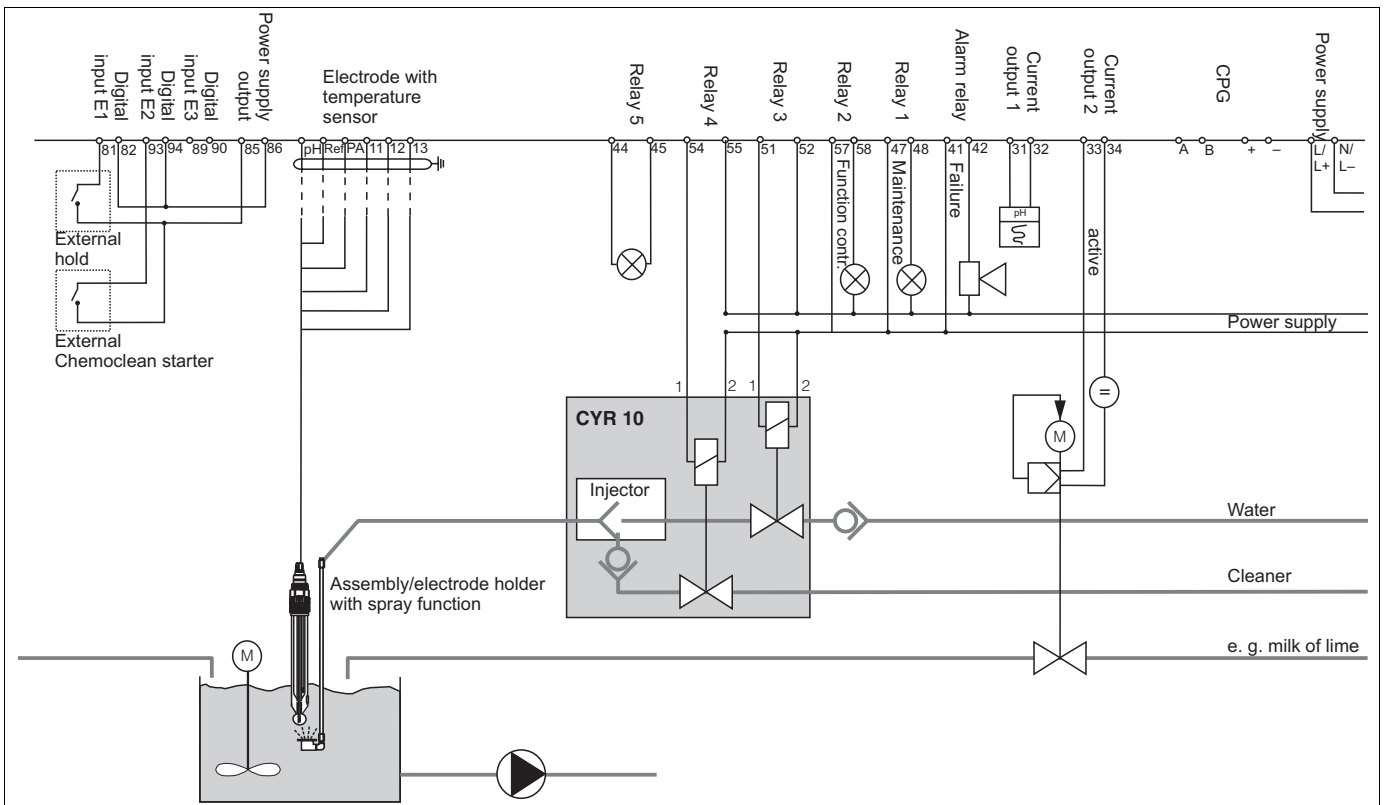 Digital
input E1
Digital
input E2
Digital
input E3
Power supply
output
Electrode with
temperature
sensor
Relay 5
Relay 4
Relay 3
Relay 2
Relay 1
Alarm relay
Current
output 1
Current
output 2
CPG
Power supply
81 82 93 94 89 90 85 86 pH Ref PA 11 12 13 44 45 54 55 51 52 57 58 47 48 41 42 31 32 33 34 A B + – L/ N/
L+ L–
Function contr.
Maintenance
Failure
pH
active
External
hold
External
Chemoclean starter
Power supply
1 2 1 2
=
CYR 10
M
Injector
Water
Assembly/electrode holder
with spray function
Cleaner
M
e. g. milk of lime